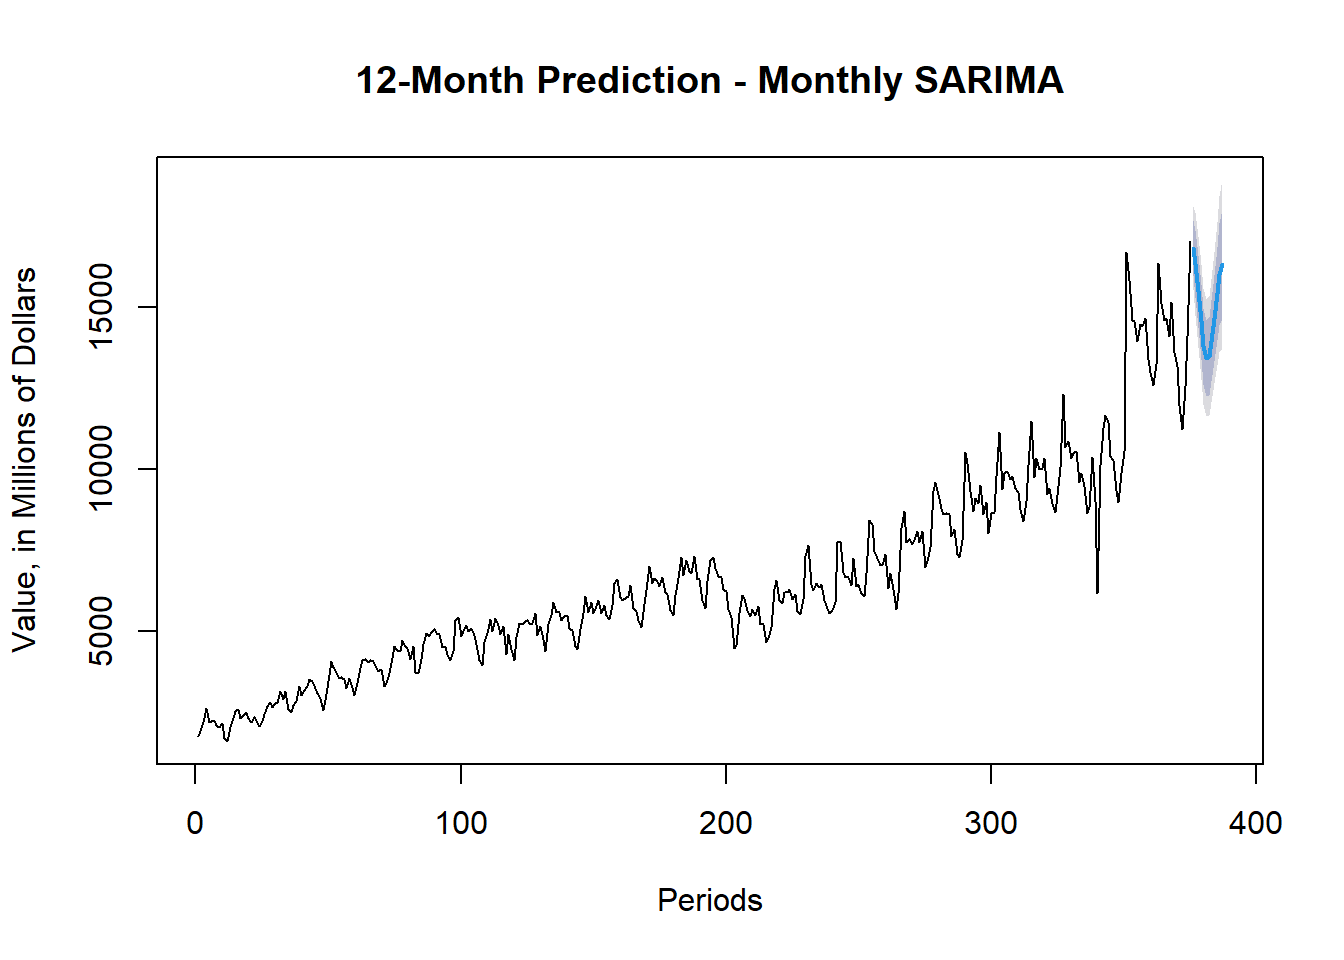 12-Month Prediction - Monthly SARIMA
Value, in Millions of Dollars
15000
10000
5000
0 100 200 300 400
Periods